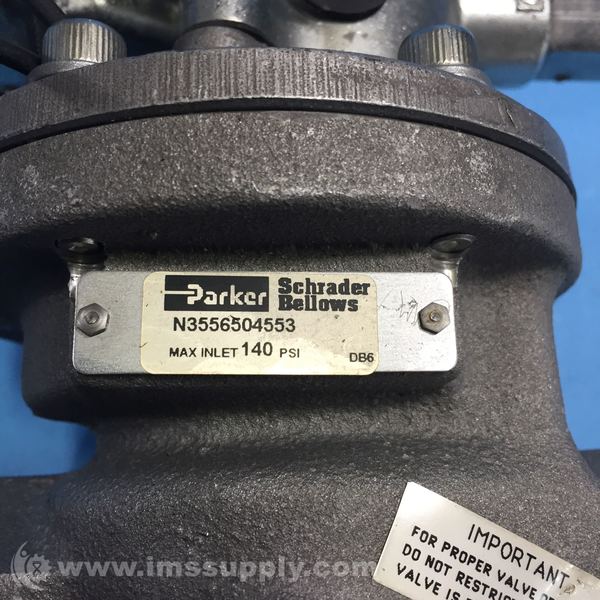 Parker Schrader
Bellows
N3556504553
MAX INLET 140 PSI DB6
IMPORTANT
FOR PROPER VALVE
DO NOT RESTRICT
VALVE IS
www.imssupply.com